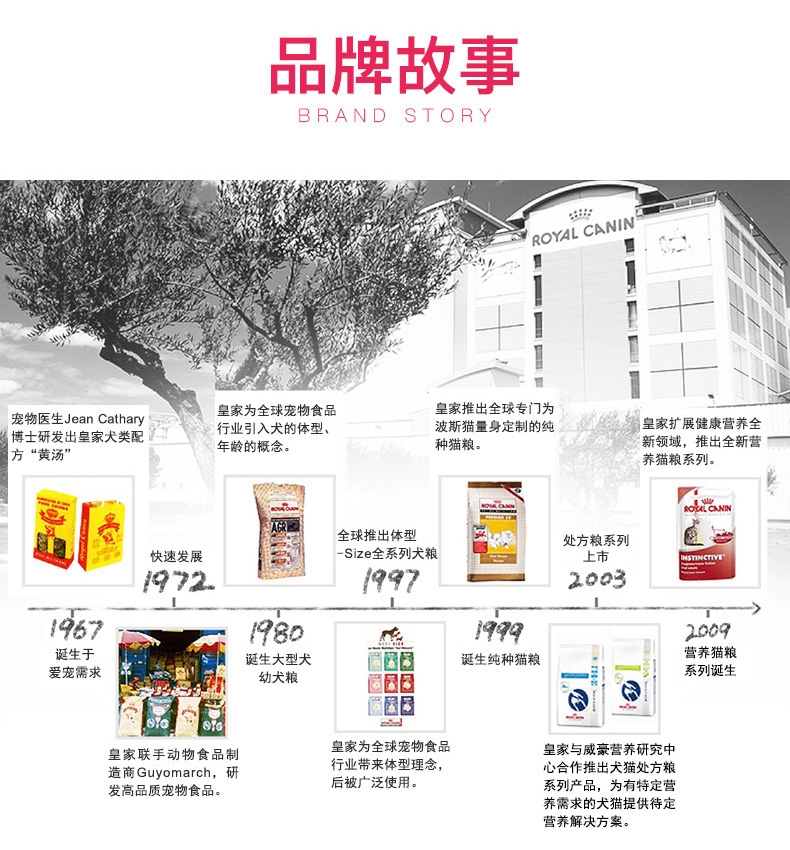 品牌故事
BRAND STORY
ROYAL CANIN
宠物医生Jean Cathary
博士研发出皇家犬类配
方“黄汤”
皇家为全球宠物食品
行业引入犬的体型、
年龄的概念。
皇家推出全球专门为
波斯猫量身定制的纯
种猫粮。
皇家扩展健康营养全
新领域，推出全新营
养猫粮系列。
快速发展
1972
全球推出体型
-Size全系列犬粮
1997
处方粮系列
上市
2003
ROYAL CANIN
AGR
ROYAL CANIN
PERSIAN 30
ROYAL CANIN
INSTINCTIVE
1967
诞生于
爱宠需求
1980
诞生大型犬
幼犬粮
1999
诞生纯种猫粮
2009
营养猫粮
系列诞生
皇家联手动物食品制
造商Guyomarch，研
发高品质宠物食品。
皇家为全球宠物食品
行业带来体型理念，
后被广泛使用。
皇家与威豪营养研究中
心合作推出犬猫处方粮
系列产品，为有特定营
养需求的犬猫提供待定
营养解决方案。